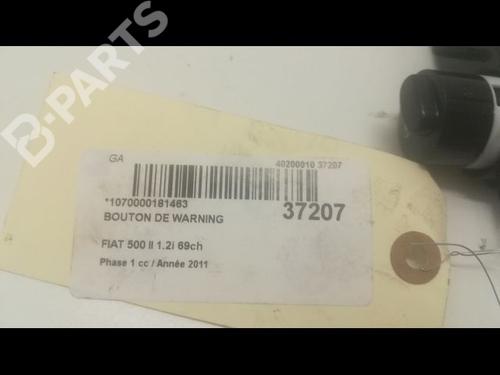 B-PARTS
GA
40200010 37207
*1070000181463
BOUTON DE WARNING
37207
FIAT 500 II 1.2i 69ch
Phase 1 cc / Année 2011